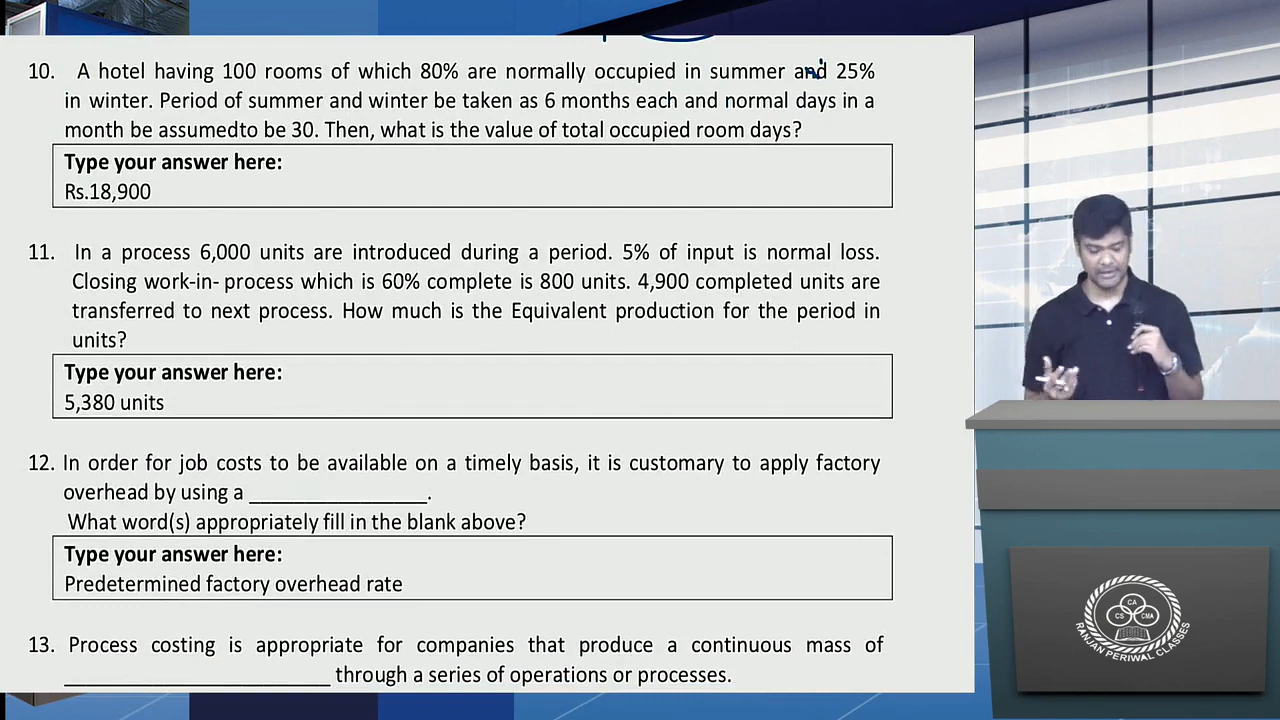 10. A hotel having 100 rooms of which 80% are normally occupied in summer and 25%
in winter. Period of summer and winter be taken as 6 months each and normal days in a
month be assumedto be 30. Then, what is the value of total occupied room days?
Type your answer here:
Rs.18,900
11. In a process 6,000 units are introduced during a period. 5% of input is normal loss.
Closing work-in- process which is 60% complete is 800 units. 4,900 completed units are
transferred to next process. How much is the Equivalent production for the period in
units?
Type your answer here:
5,380 units
12. In order for job costs to be available on a timely basis, it is customary to apply factory
overhead by using a ________________.
What word(s) appropriately fill in the blank above?
Type your answer here:
Predetermined factory overhead rate
13. Process costing is appropriate for companies that produce a continuous mass of
________________________ through a series of operations or processes.
CA
CS CMA
RANJAN PERIWAL CLASSES